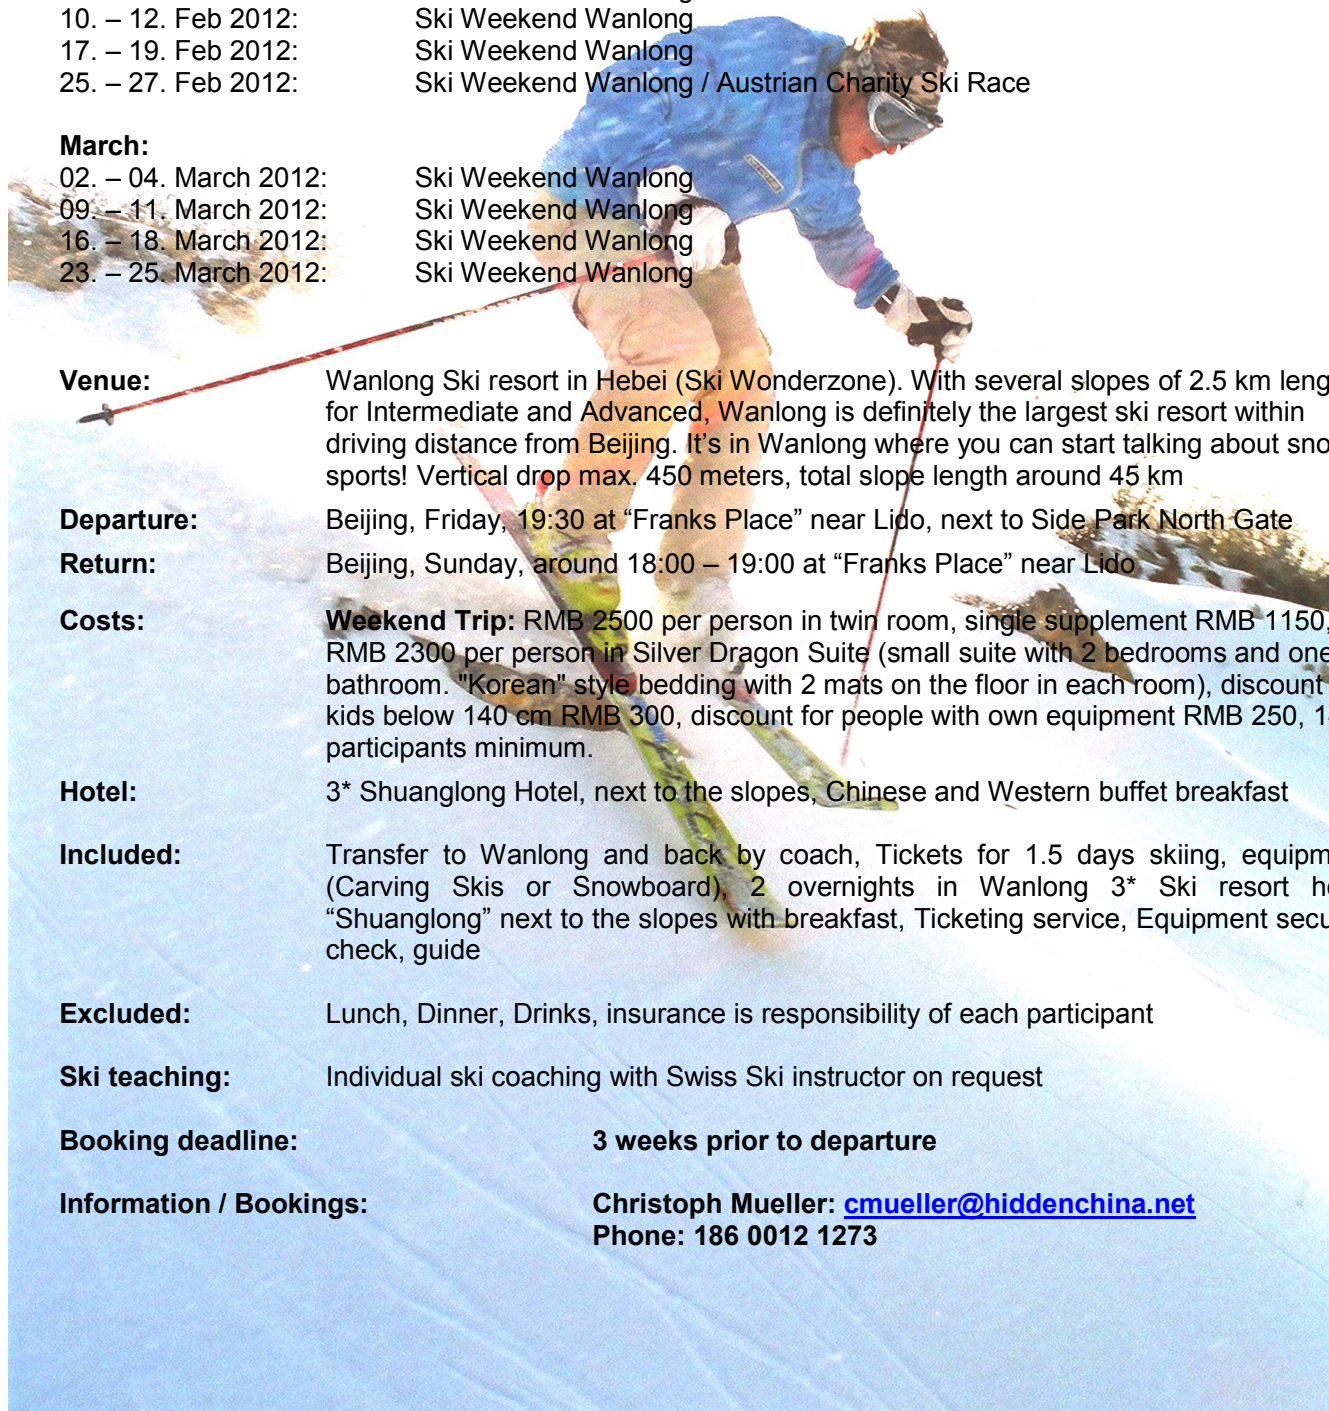 10. – 12. Feb 2012: Ski Weekend Wanlong
17. – 19. Feb 2012: Ski Weekend Wanlong
25. – 27. Feb 2012: Ski Weekend Wanlong / Austrian Charity Ski Race
March:
02. – 04. March 2012: Ski Weekend Wanlong
09. – 11. March 2012: Ski Weekend Wanlong
16. – 18. March 2012: Ski Weekend Wanlong
23. – 25. March 2012: Ski Weekend Wanlong
Venue: Wanlong Ski resort in Hebei (Ski Wonderzone). With several slopes of 2.5 km leng
for Intermediate and Advanced, Wanlong is definitely the largest ski resort within
driving distance from Beijing. It’s in Wanlong where you can start talking about sno
sports! Vertical drop max. 450 meters, total slope length around 45 km
Departure: Beijing, Friday, 19:30 at “Franks Place” near Lido, next to Side Park North Gate
Return: Beijing, Sunday, around 18:00 – 19:00 at “Franks Place” near Lido
Costs: Weekend Trip: RMB 2500 per person in twin room, single supplement RMB 1150,
RMB 2300 per person in Silver Dragon Suite (small suite with 2 bedrooms and one
bathroom. "Korean" style bedding with 2 mats on the floor in each room), discount
kids below 140 cm RMB 300, discount for people with own equipment RMB 250, 1
participants minimum.
Hotel: 3* Shuanglong Hotel, next to the slopes, Chinese and Western buffet breakfast
Included: Transfer to Wanlong and back by coach, Tickets for 1.5 days skiing, equipm
(Carving Skis or Snowboard), 2 overnights in Wanlong 3* Ski resort h
“Shuanglong” next to the slopes with breakfast, Ticketing service, Equipment secu
check, guide
Excluded: Lunch, Dinner, Drinks, insurance is responsibility of each participant
Ski teaching: Individual ski coaching with Swiss Ski instructor on request
Booking deadline: 3 weeks prior to departure
Information / Bookings: Christoph Mueller: cmueller@hiddenchina.net
Phone: 186 0012 1273